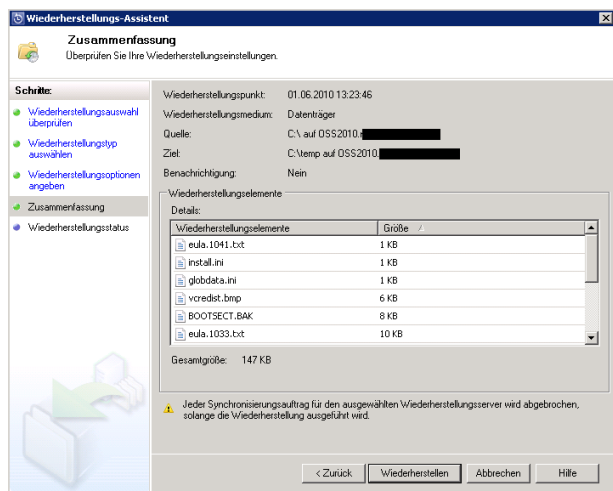 Wiederherstellungs-Assistent
Zusammenfassung
Überprüfen Sie Ihre Wiederherstellungseinstellungen.
Schritte:
Wiederherstellungsauswahl
überprüfen
Wiederherstellungstyp
auswählen
Wiederherstellungsoptionen
angeben
Zusammenfassung
Wiederherstellungsstatus
Wiederherstellungspunkt: 01.06.2010 13:23:46
Wiederherstellungsmedium: Datenträger
Quelle: C:\ auf OSS2010.
Ziel: C:\temp auf OSS2010.
Benachrichtigung: Nein
Wiederherstellungselemente
Details:
Wiederherstellungselemente Größe
eula.1041.txt 1 KB
install.ini 1 KB
globdata.ini 1 KB
vcredist.bmp 6 KB
BOOTSECT.BAK 8 KB
eula.1033.txt 10 KB
Gesamtgröße: 147 KB
Jeder Synchronisierungsauftrag für den ausgewählten Wiederherstellungsserver wird abgebrochen,
solange die Wiederherstellung ausgeführt wird.
< Zurück Wiederherstellen Abbrechen Hilfe